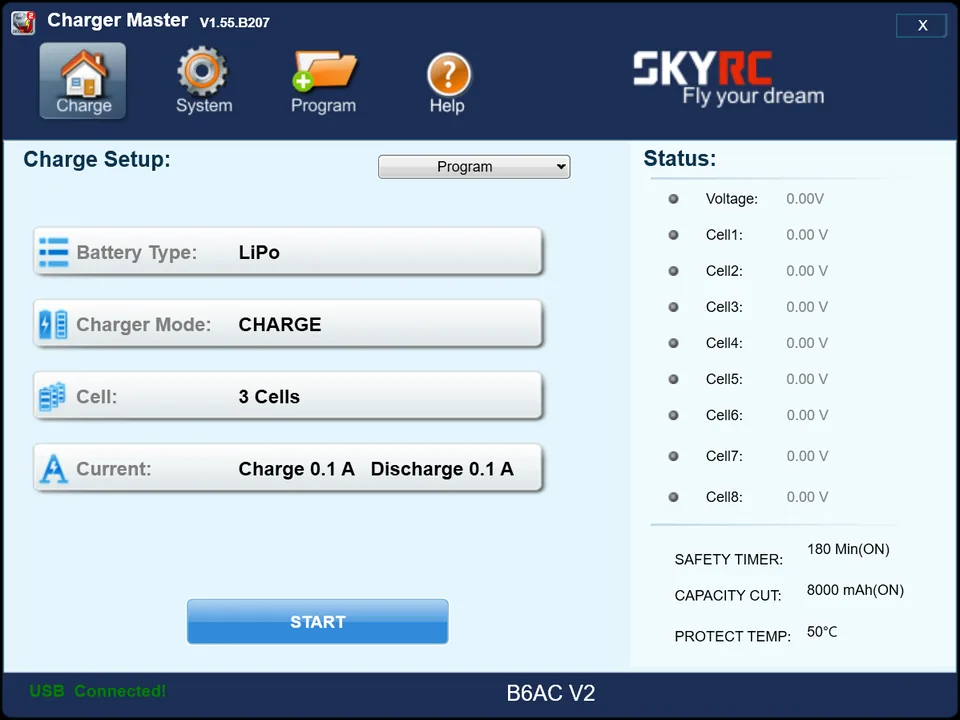 Charger Master V1.55.B207
X
Charge
System
Program
Help
SKYRC
Fly your dream
Charge Setup:
Program
Battery Type: LiPo
Charger Mode: CHARGE
Cell: 3 Cells
Current: Charge 0.1 A Discharge 0.1 A
START
Status:
Voltage: 0.00V
Cell1: 0.00 V
Cell2: 0.00 V
Cell3: 0.00 V
Cell4: 0.00 V
Cell5: 0.00 V
Cell6: 0.00 V
Cell7: 0.00 V
Cell8: 0.00 V
SAFETY TIMER: 180 Min(ON)
CAPACITY CUT: 8000 mAh(ON)
PROTECT TEMP: 50°C
USB Connected!
B6AC V2